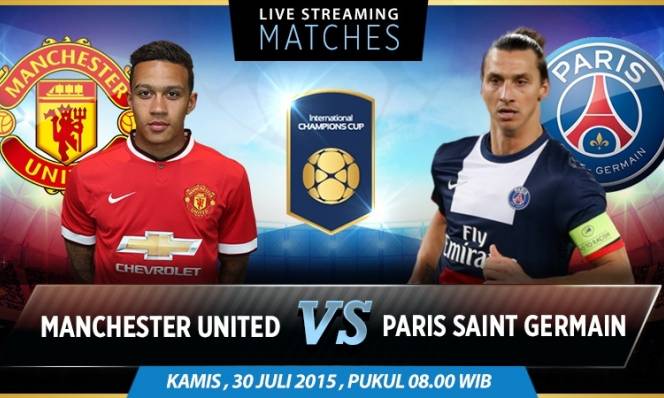 LIVE STREAMING
MATCHES
MANCHESTER
UNITED
International
CHAMPIONS CUP
PARIS
GERMAIN
CHEVROLET
Fly
Emirates
MANCHESTER UNITED VS PARIS SAINT GERMAIN
KAMIS , 30 JULI 2015 , PUKUL 08.00 WIB